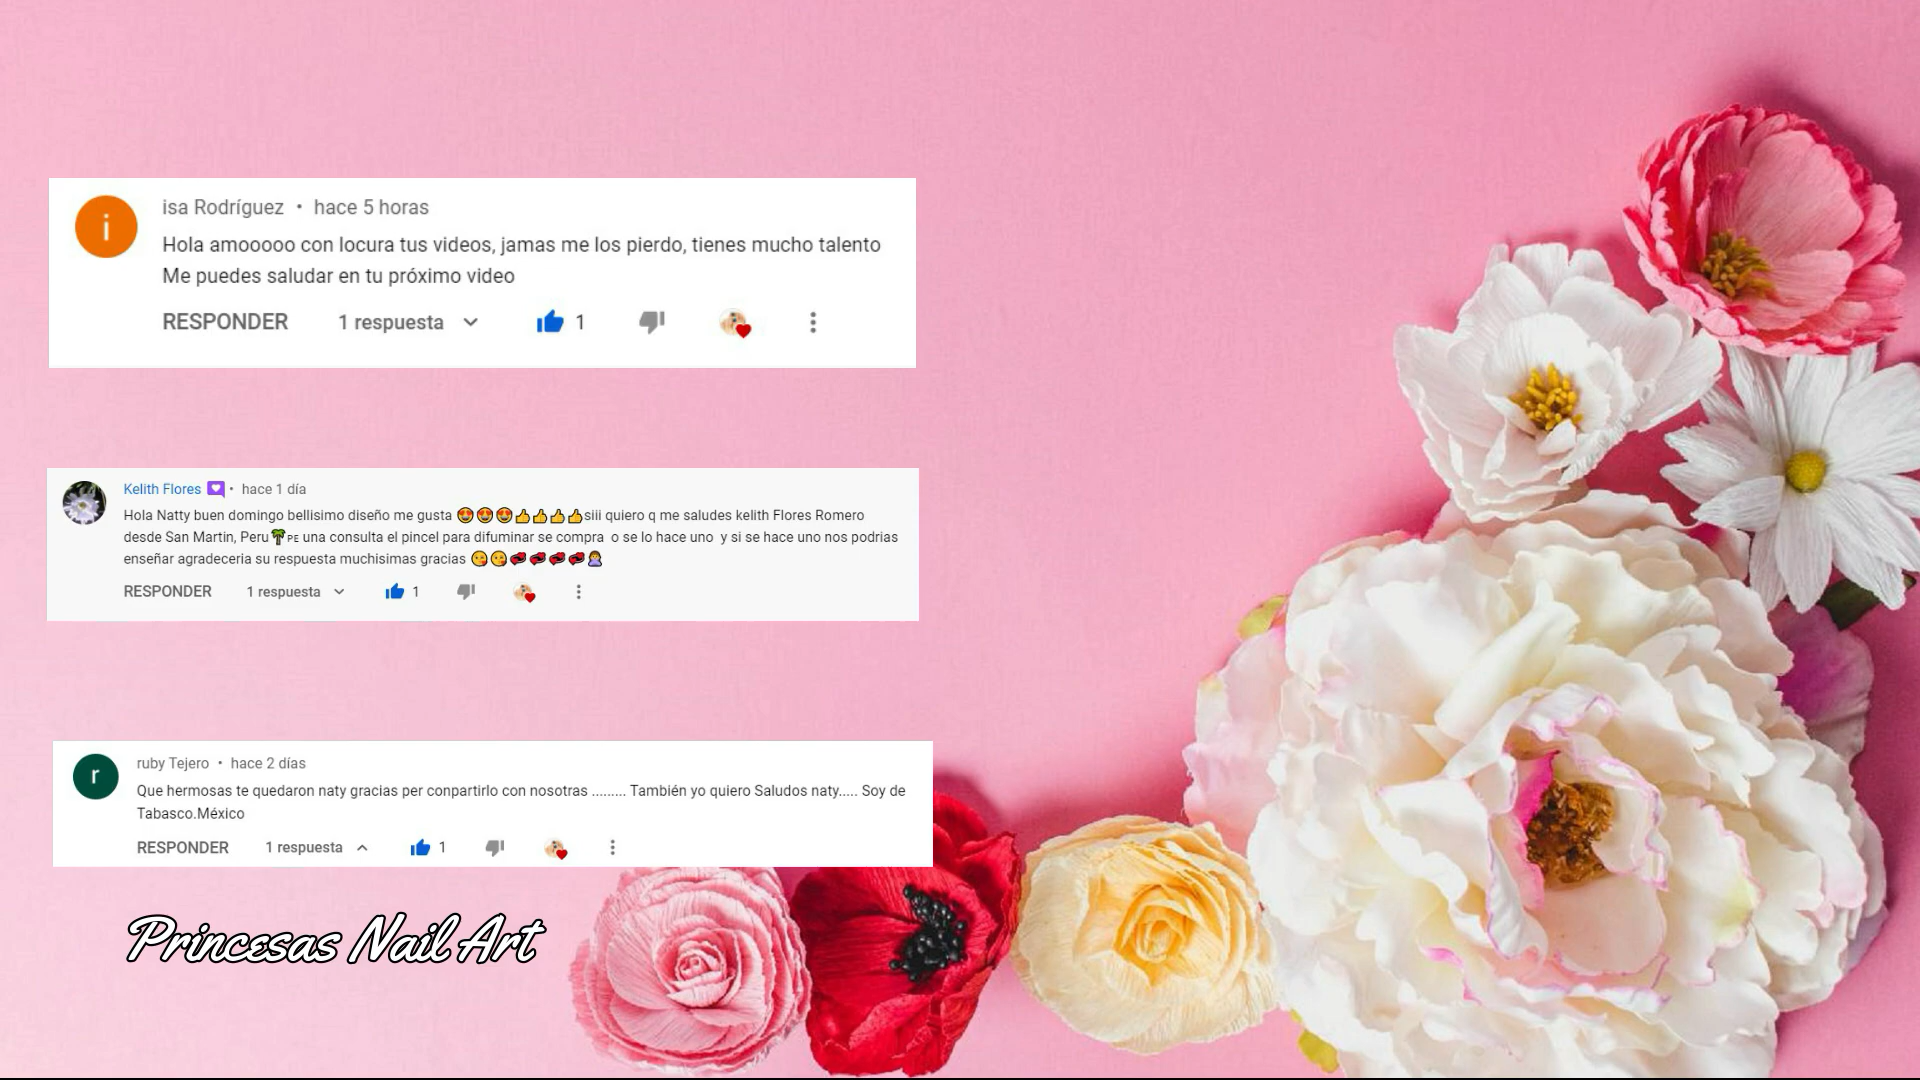 i
isa Rodríguez • hace 5 horas
Hola amooooo con locura tus videos, jamas me los pierdo, tienes mucho talento
Me puedes saludar en tu próximo video
RESPONDER 1 respuesta 1
Kelith Flores • hace 1 día
Hola Natty buen domingo bellisimo diseño me gusta 😍😍😍👍👍👍👍siii quiero q me saludes kelith Flores Romero
desde San Martin, Peru🌴PE una consulta el pincel para difuminar se compra o se lo hace uno y si se hace uno nos podrias
enseñar agradeceria su respuesta muchisimas gracias 😘😘💋💋💋💋🙇‍♀️
RESPONDER 1 respuesta 1
r
ruby Tejero • hace 2 días
Que hermosas te quedaron naty gracias per conpartirlo con nosotras ......... También yo quiero Saludos naty..... Soy de
Tabasco.México
RESPONDER 1 respuesta 1
Princesas Nail Art